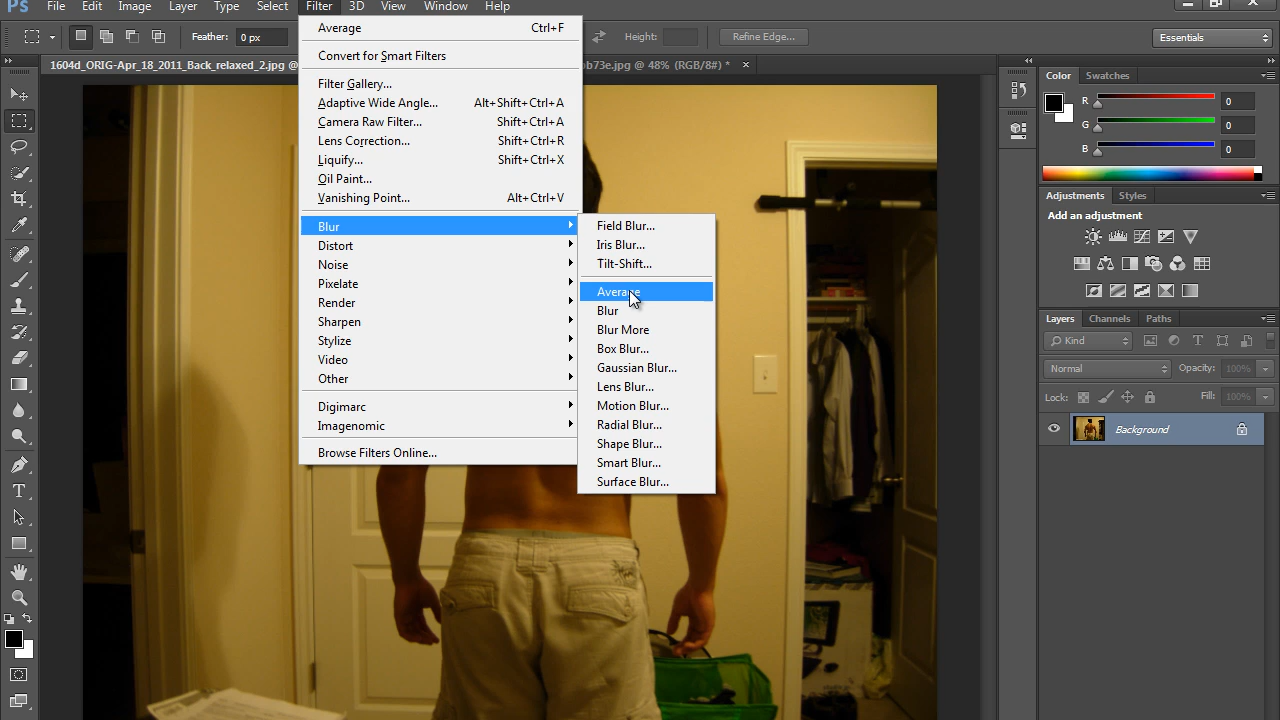 Ps File Edit Image Layer Type Select Filter 3D View Window Help
Feather: 0 px
Height:
Refine Edge...
Essentials
1604d_ORIG-Apr_18_2011_Back_relaxed_2.jpg @
b73e.jpg @ 48% (RGB/8#) *
Average Ctrl+F
Convert for Smart Filters
Filter Gallery...
Adaptive Wide Angle... Alt+Shift+Ctrl+A
Camera Raw Filter... Shift+Ctrl+A
Lens Correction... Shift+Ctrl+R
Liquify... Shift+Ctrl+X
Oil Paint...
Vanishing Point... Alt+Ctrl+V
Blur
Distort
Noise
Pixelate
Render
Sharpen
Stylize
Video
Other
Digimarc
Imagenomic
Browse Filters Online...
Field Blur...
Iris Blur...
Tilt-Shift...
Average
Blur
Blur More
Box Blur...
Gaussian Blur...
Lens Blur...
Motion Blur...
Radial Blur...
Shape Blur...
Smart Blur...
Surface Blur...
Color Swatches
R 0
G 0
B 0
Adjustments Styles
Add an adjustment
Layers Channels Paths
Kind
Normal Opacity: 100%
Lock: Fill: 100%
Background